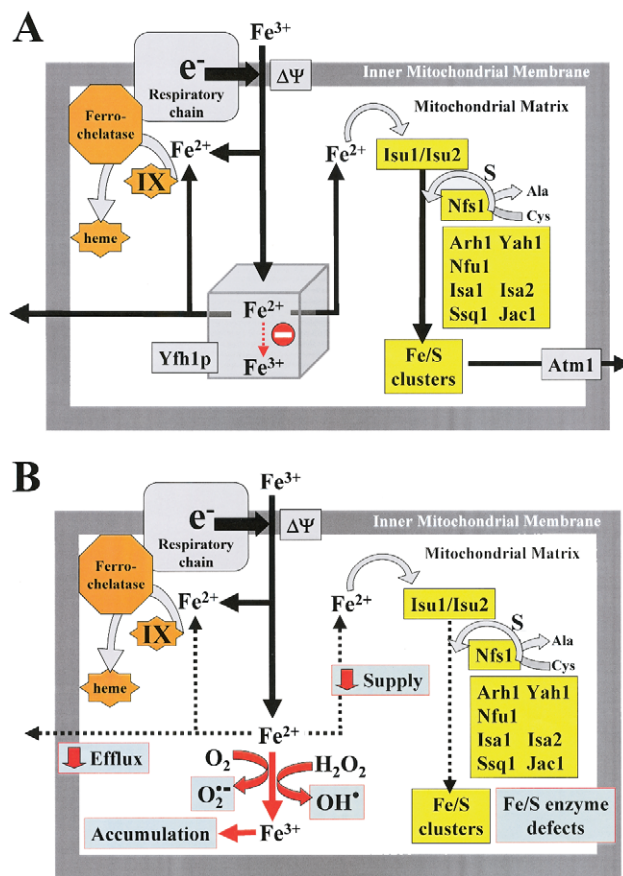 A
Fe³⁺
e⁻
Respiratory
chain
ΔΨ
Inner Mitochondrial Membrane
Mitochondrial Matrix
Ferro-
chelatase
Fe²⁺
IX
heme
Fe²⁺
Isu1/Isu2
S
Nfs1
Ala
Cys
Arh1 Yah1
Nfu1
Isa1 Isa2
Ssq1 Jac1
Yfh1p
Fe²⁺
Fe³⁺
Fe/S
clusters
Atm1
B
Fe³⁺
e⁻
Respiratory
chain
ΔΨ
Inner Mitochondrial Membrane
Mitochondrial Matrix
Ferro-
chelatase
Fe²⁺
IX
heme
Fe²⁺
Isu1/Isu2
S
Nfs1
Ala
Cys
Supply
Arh1 Yah1
Nfu1
Isa1 Isa2
Ssq1 Jac1
Fe²⁺
Efflux
O₂
H₂O₂
O₂•⁻
OH•
Fe³⁺
Accumulation
Fe/S
clusters
Fe/S enzyme
defects